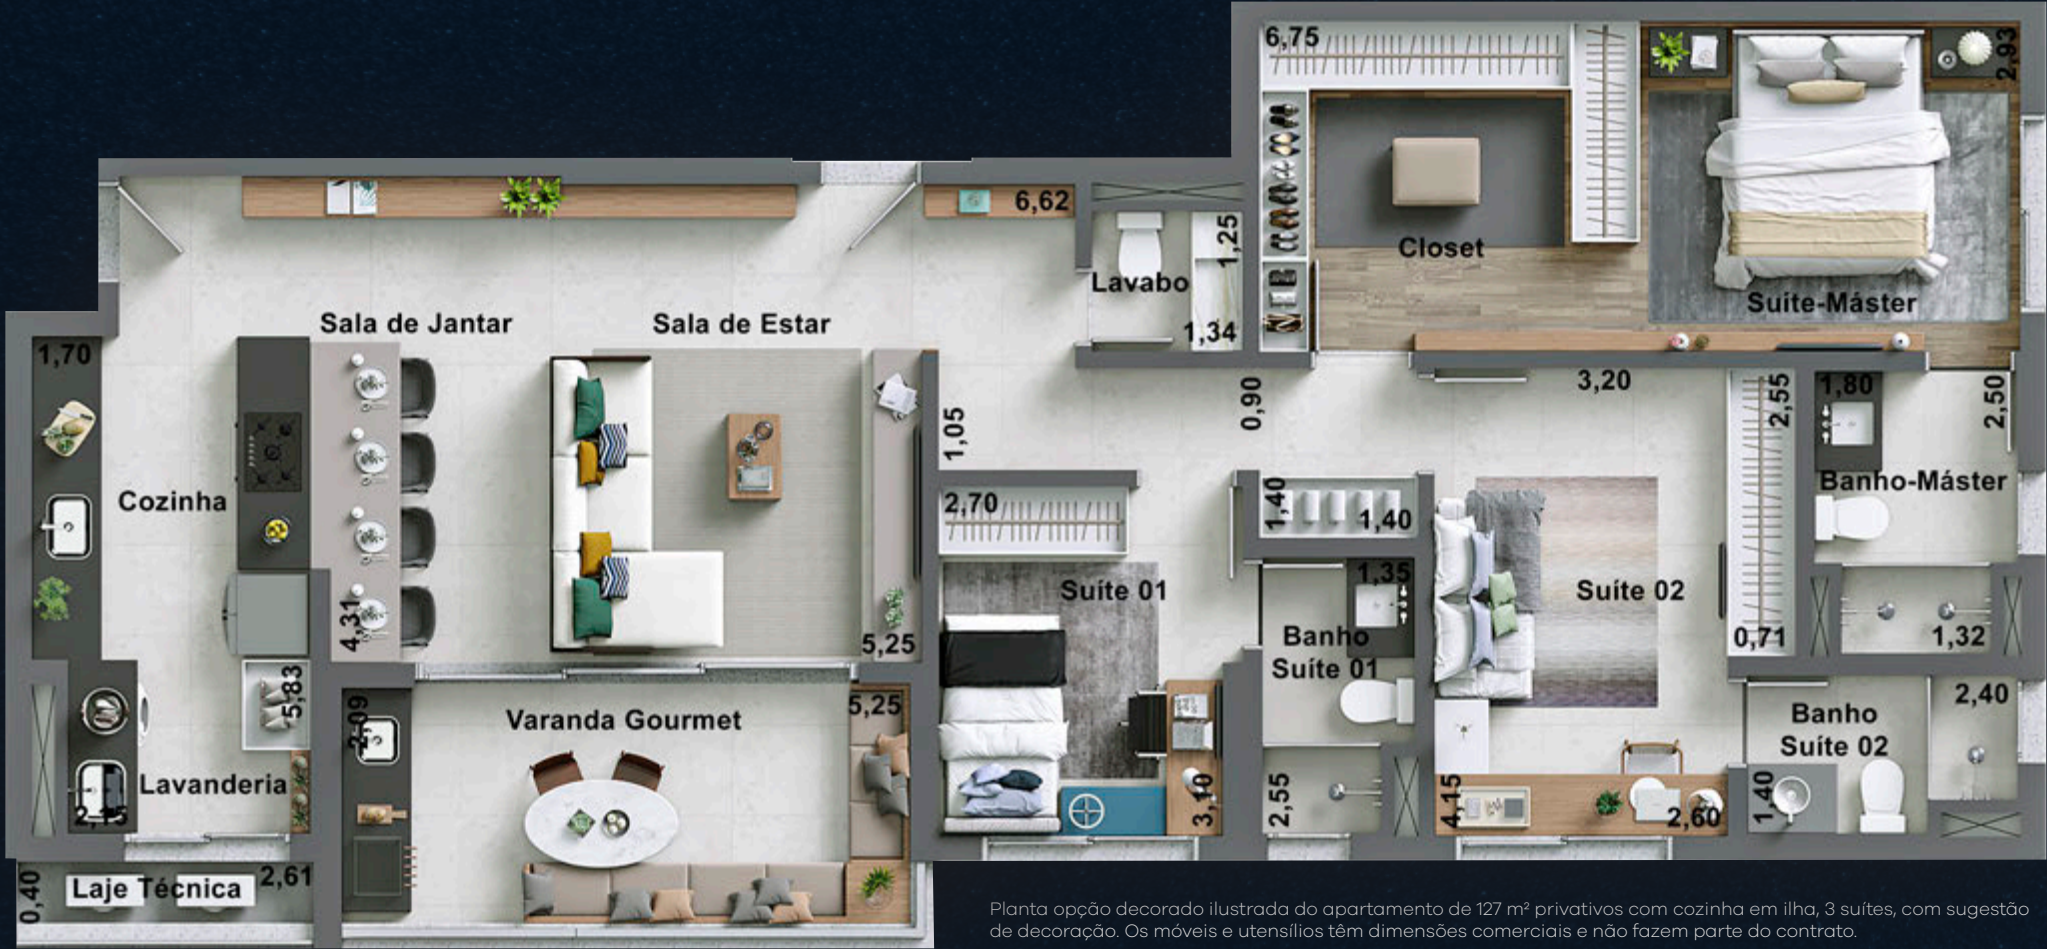 6,75
2,93
6,62
1,25
Lavabo
1,34
Closet
Suíte-Máster
Sala de Jantar
Sala de Estar
1,70
Cozinha
4,31
5,25
1,05
0,90
3,20
2,55
1,80
2,50
Banho-Máster
2,70
1,40
1,40
Suíte 01
1,35
Banho
Suíte 01
Suíte 02
0,71
1,32
5,83
Lavanderia
2,15
2,09
Varanda Gourmet
5,25
3,10
2,55
4,15
2,60
Banho
Suíte 02
2,40
1,40
0,40
Laje Técnica
2,61
Planta opção decorado ilustrada do apartamento de 127 m² privativos com cozinha em ilha, 3 suítes, com sugestão
de decoração. Os móveis e utensílios têm dimensões comerciais e não fazem parte do contrato.